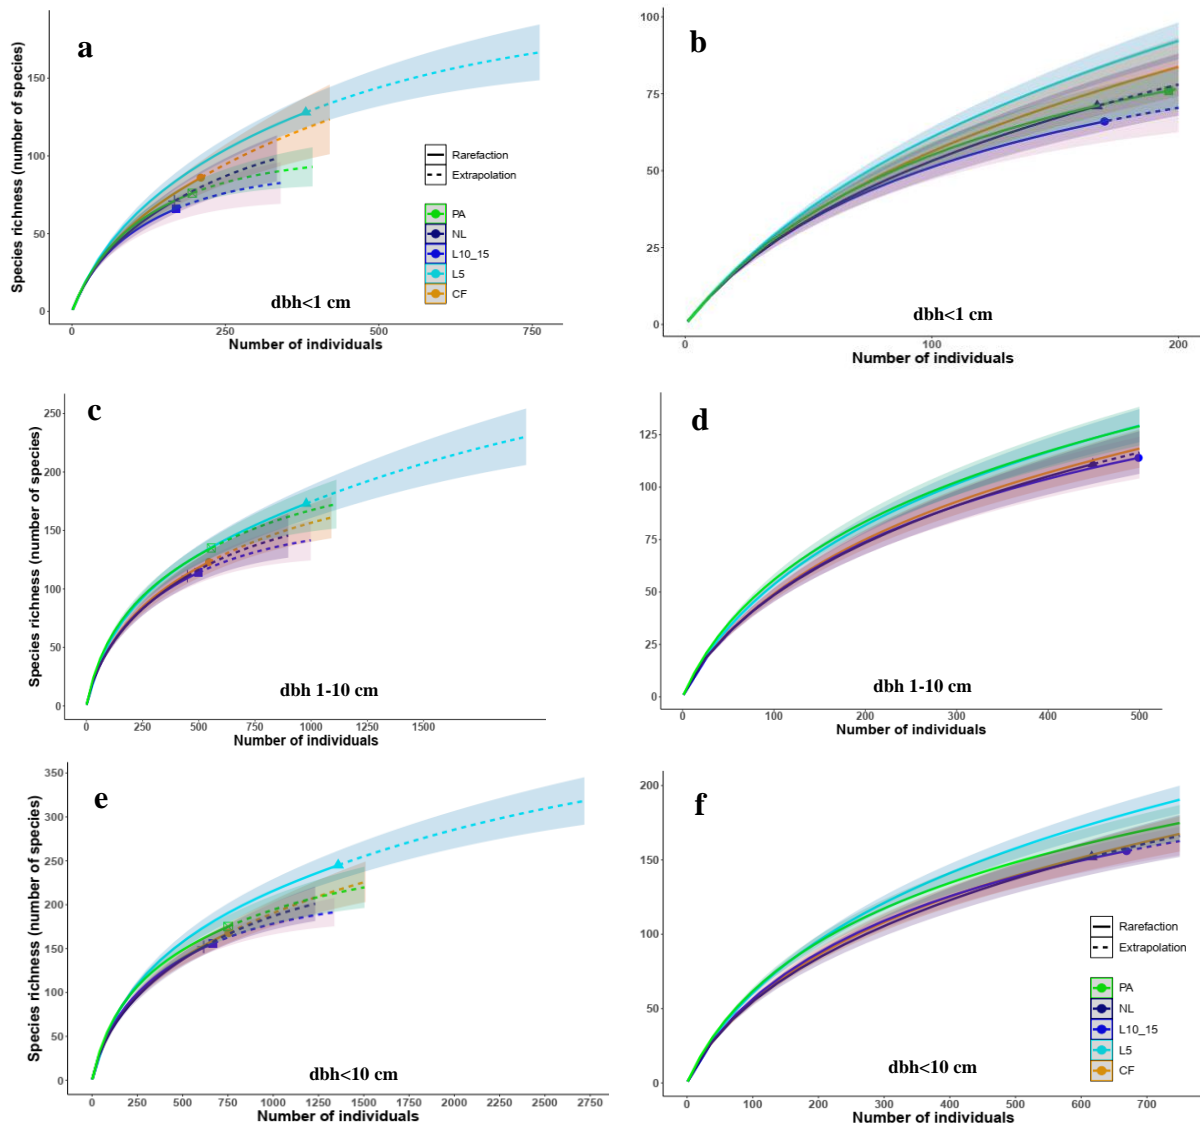 a
Species richness (number of species)
150
100
50
0
Rarefaction
Extrapolation
PA
NL
L10_15
L5
CF
dbh<1 cm
0
250
500
750
Number of individuals
b
100
75
50
25
0
dbh<1 cm
0
100
200
Number of individuals
c
Species richness (number of species)
250
200
150
100
50
0
dbh 1-10 cm
0
250
500
750
1000
1250
1500
Number of individuals
d
125
100
75
50
25
0
dbh 1-10 cm
0
100
200
300
400
500
Number of individuals
e
Species richness (number of species)
350
300
250
200
150
100
50
0
dbh<10 cm
0
250
500
750
1000
1250
1500
1750
2000
2250
2500
2750
Number of individuals
f
200
150
100
50
0
Rarefaction
Extrapolation
PA
NL
L10_15
L5
CF
dbh<10 cm
0
100
200
300
400
500
600
700
Number of individuals